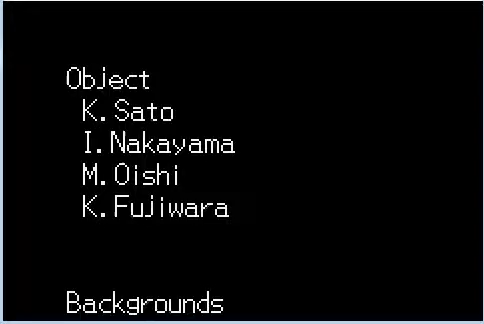 Object
K.Sato
I.Nakayama
M.Oishi
K.Fujiwara
Backgrounds